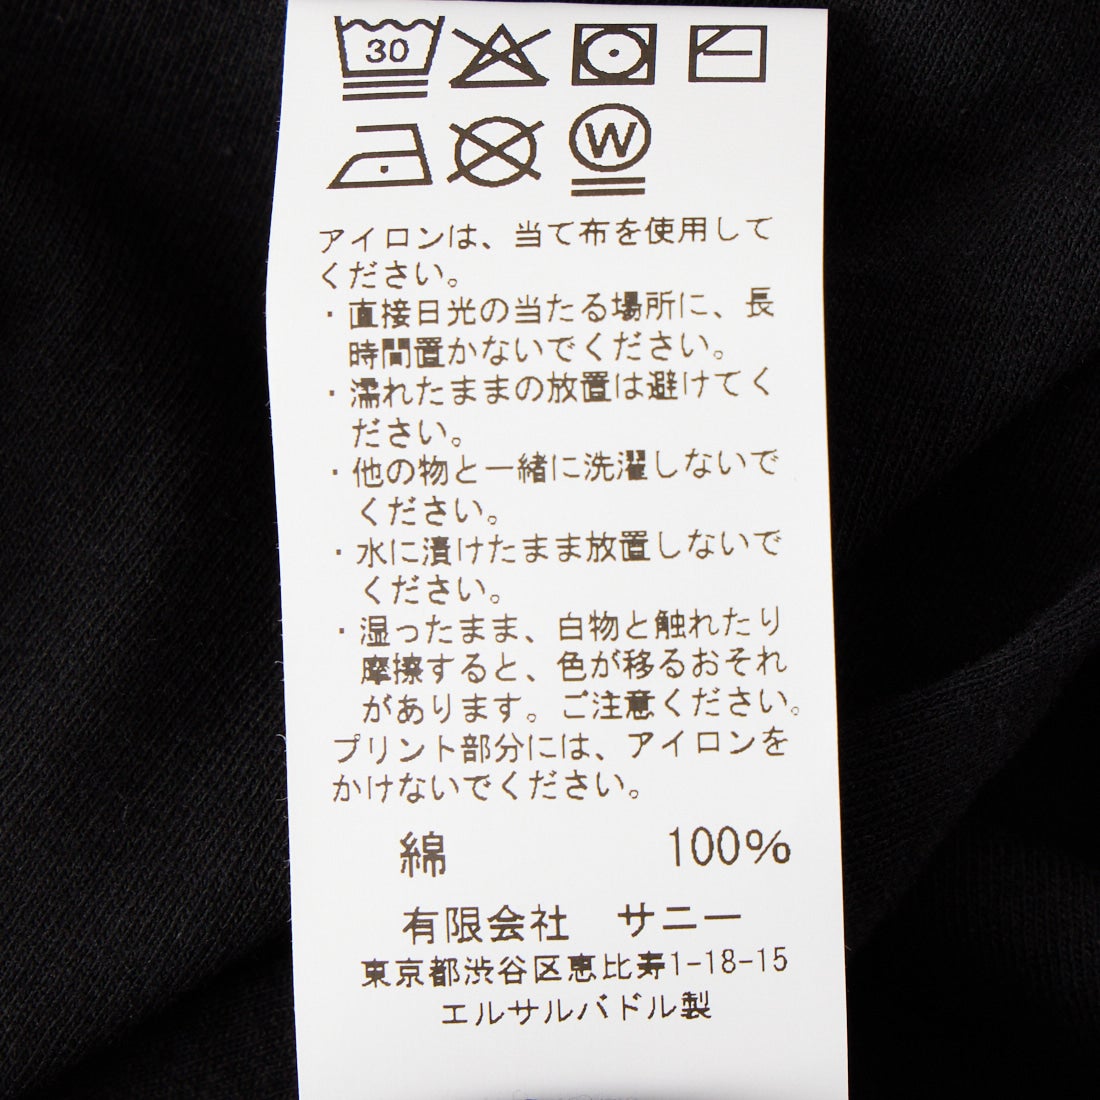 30
W
アイロンは、当て布を使用して
ください。
・直接日光の当たる場所に、長
時間置かないでください。
・濡れたままの放置は避けてく
ださい。
・他の物と一緒に洗濯しないで
ください。
・水に漬けたまま放置しないで
ください。
・湿ったまま、白物と触れたり
摩擦すると、色が移るおそれ
があります。ご注意ください。
プリント部分には、アイロンを
かけないでください。
綿 100%
有限会社 サニー
東京都渋谷区恵比寿1-18-15
エルサルバドル製